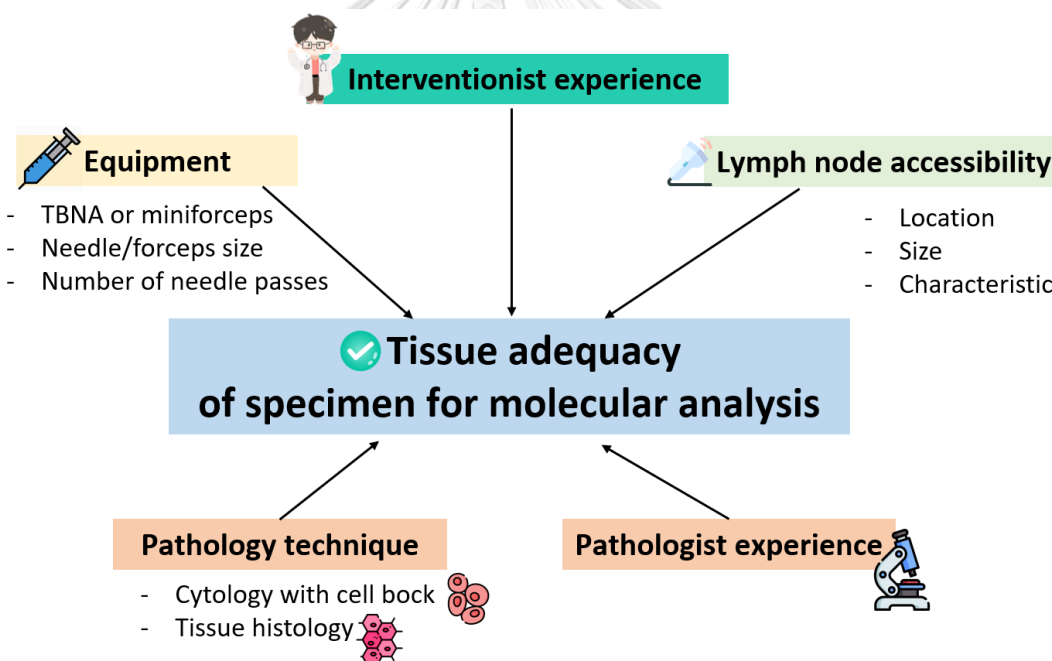 Interventionist experience
Equipment
- TBNA or miniforceps
- Needle/forceps size
- Number of needle passes
Lymph node accessibility
- Location
- Size
- Characteristic
Tissue adequacy
of specimen for molecular analysis
Pathology technique
- Cytology with cell bock
- Tissue histology
Pathologist experience